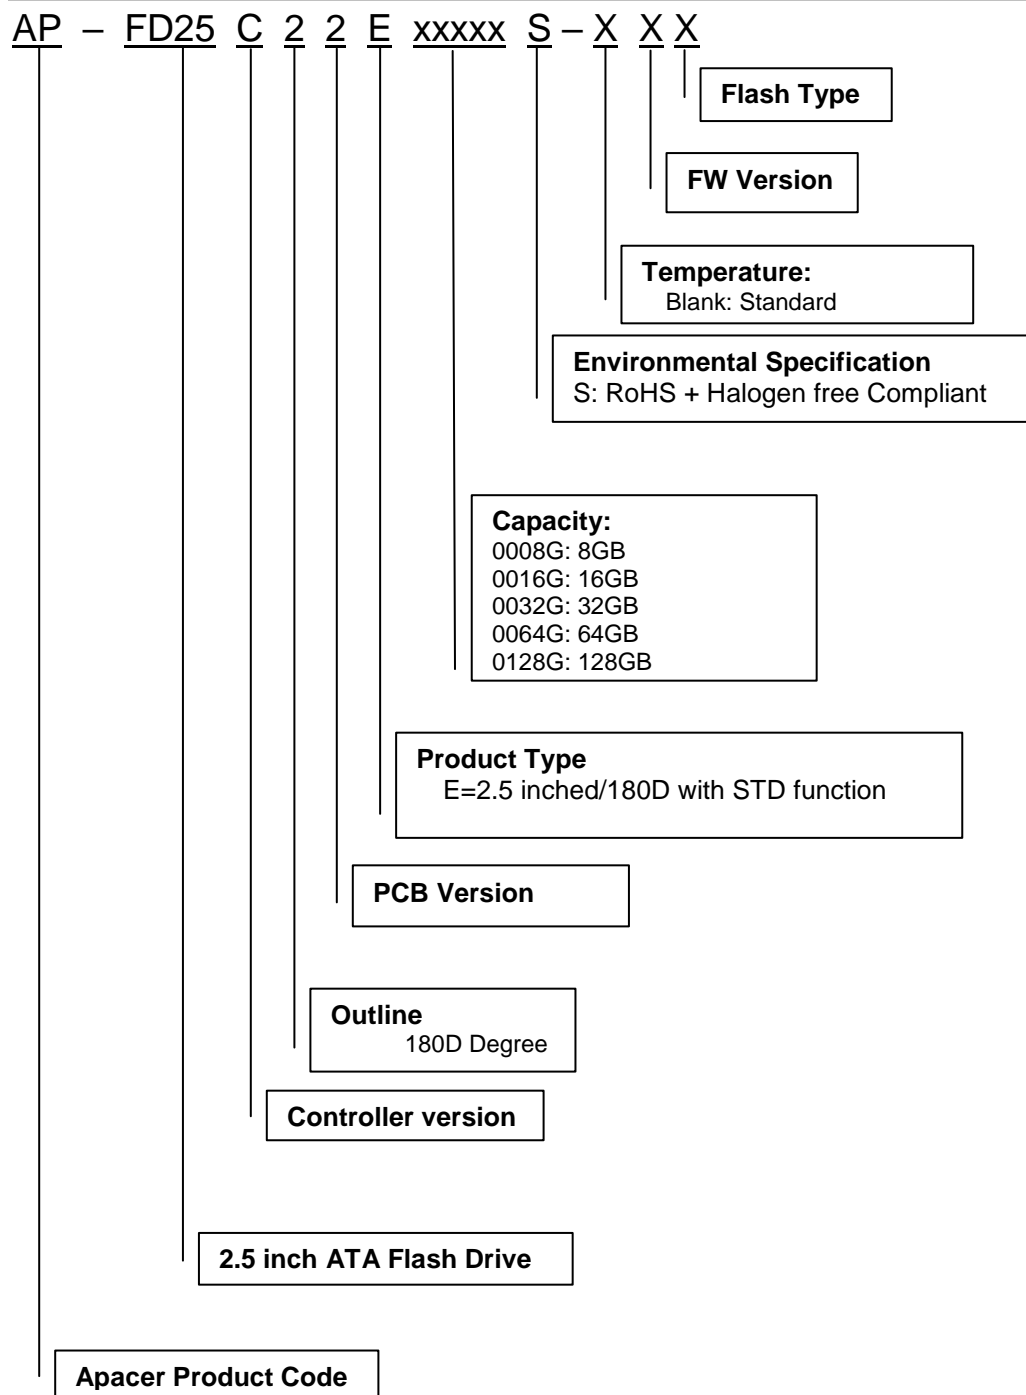 AP – FD25 C 2 2 E xxxxx S – X X X
Flash Type
FW Version
Temperature:
Blank: Standard
Environmental Specification
S: RoHS + Halogen free Compliant
Capacity:
0008G: 8GB
0016G: 16GB
0032G: 32GB
0064G: 64GB
0128G: 128GB
Product Type
E=2.5 inched/180D with STD function
PCB Version
Outline
180D Degree
Controller version
2.5 inch ATA Flash Drive
Apacer Product Code